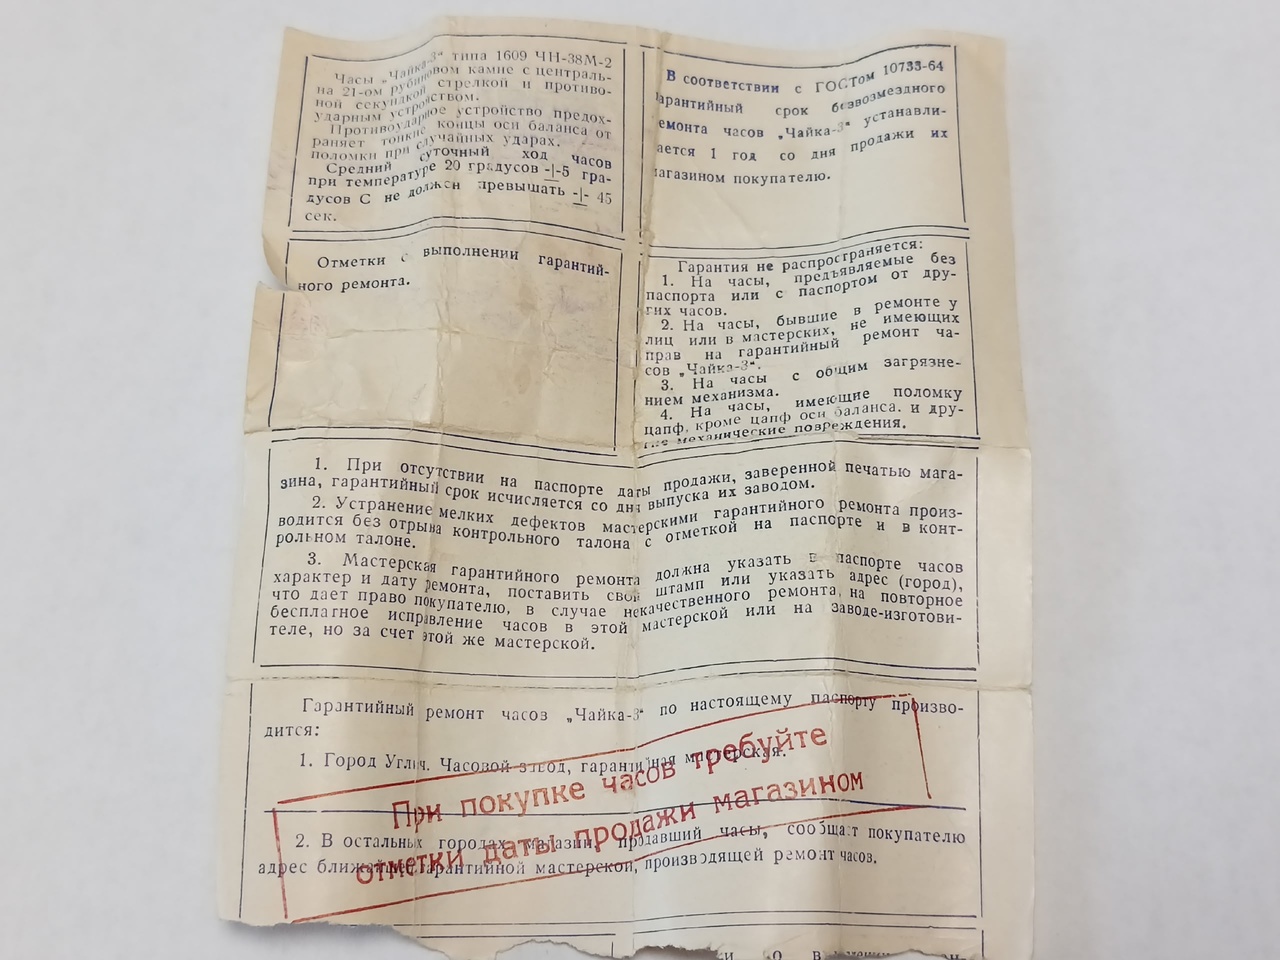 Часы „Чайка-3“ типа 1609 ЧН-38М-2
на 21-ом рубиновом камне с централь-
ной секундной стрелкой и противо-
ударным устройством.
Противоударное устройство предох-
раняет тонкие концы оси баланса от
поломки при случайных ударах.
Средний суточный ход часов
при температуре 20 градусов -|-5 гра-
дусов С не должен превышать -|- 45
сек.
В соответствии с ГОСТом 10733-64
гарантийный срок безвозмездного
ремонта часов „Чайка-3“ устанавли-
вается 1 год со дня продажи их
магазином покупателю.
Отметки о выполнении гарантий-
ного ремонта.
Гарантия не распространяется:
1. На часы, предъявляемые без
паспорта или с паспортом от дру-
гих часов.
2. На часы, бывшие в ремонте у
лиц или в мастерских, не имеющих
прав на гарантийный ремонт ча-
сов „Чайка-3“.
3. На часы с общим загрязне-
нием механизма.
4. На часы, имеющие поломку
цапф, кроме цапф оси баланса. и дру-
гие механические повреждения.
1. При отсутствии на паспорте даты продажи, заверенной печатью мага-
зина, гарантийный срок исчисляется со дня выпуска их заводом.
2. Устранение мелких дефектов мастерскими гарантийного ремонта произ-
водится без отрыва контрольного талона с отметкой на паспорте и в конт-
рольном талоне.
3. Мастерская гарантийного ремонта должна указать в паспорте часов
характер и дату ремонта, поставить свой штамп или указать адрес (город),
что дает право покупателю, в случае некачественного ремонта, на повторное
бесплатное исправление часов в этой мастерской или на заводе-изготови-
теле, но за счет этой же мастерской.
Гарантийный ремонт часов „Чайка-3“ по настоящему паспорту произво-
дится:
1. Город Углич. Часовой завод, гарантийная мастерская.
При покупке часов требуйте
отметки даты продажи магазином
2. В остальных городах магазин, продавший часы, сообщает покупателю
адрес ближайшей гарантийной мастерской, производящей ремонт часов.